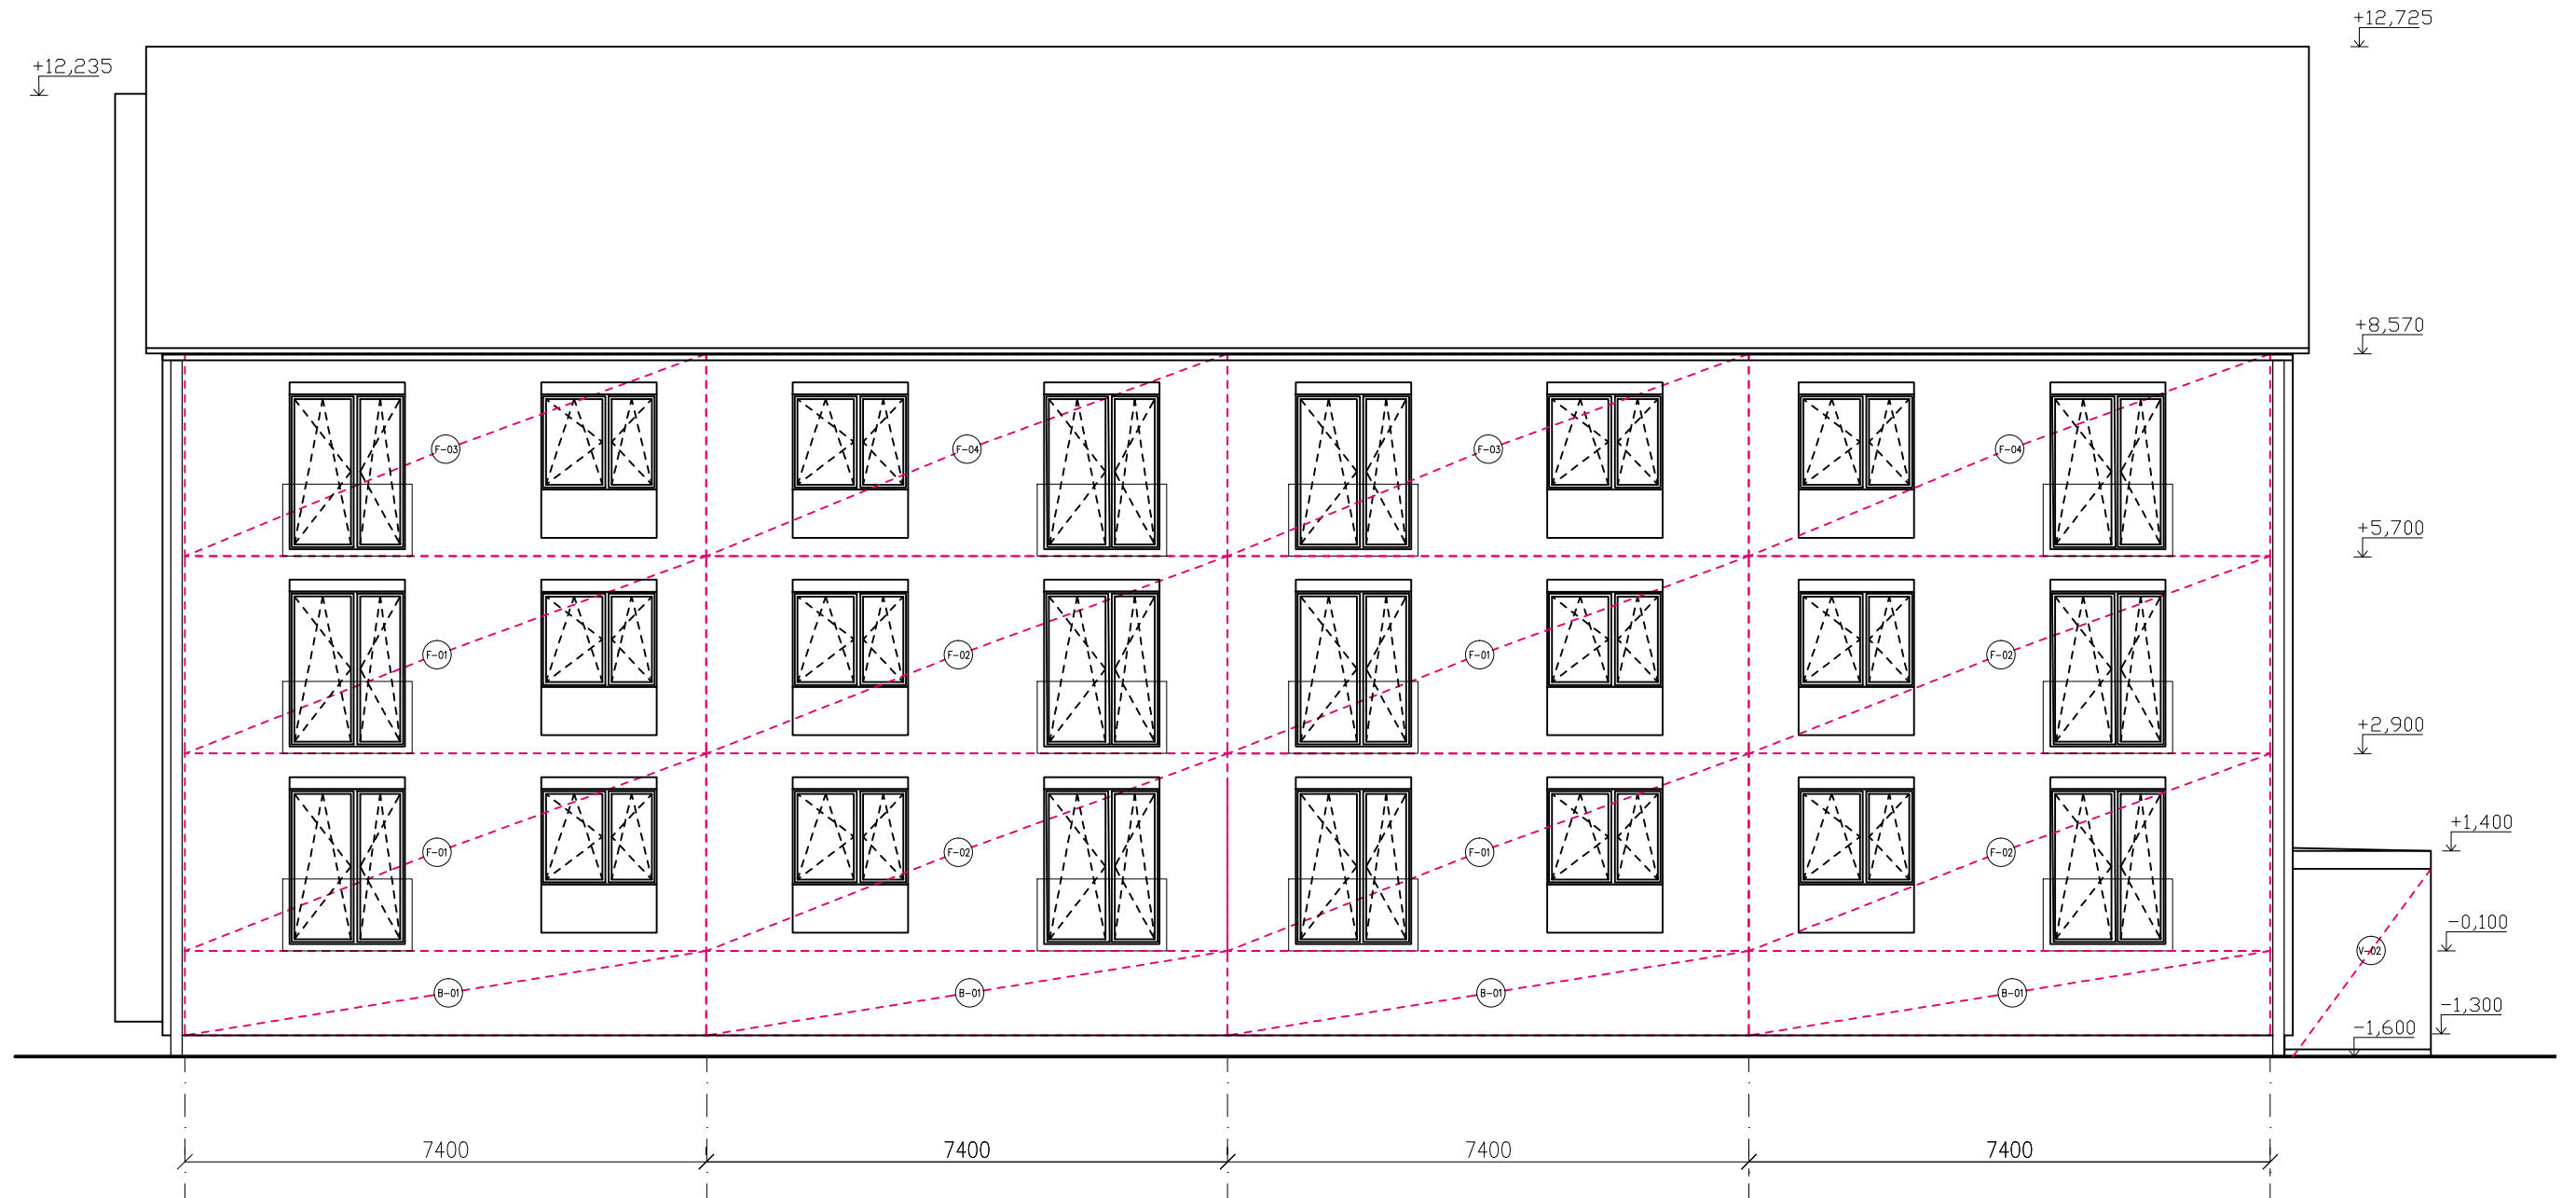 +12,725
+12,235
+8,570
F-03 F-04 F-03 F-04
+5,700
F-01 F-02 F-01 F-02
+2,900
+1,400
F-01 F-02 F-01 F-02
-0,100
V-02
B-01 B-01 B-01 B-01
-1,300
-1,600
7400 7400 7400 7400